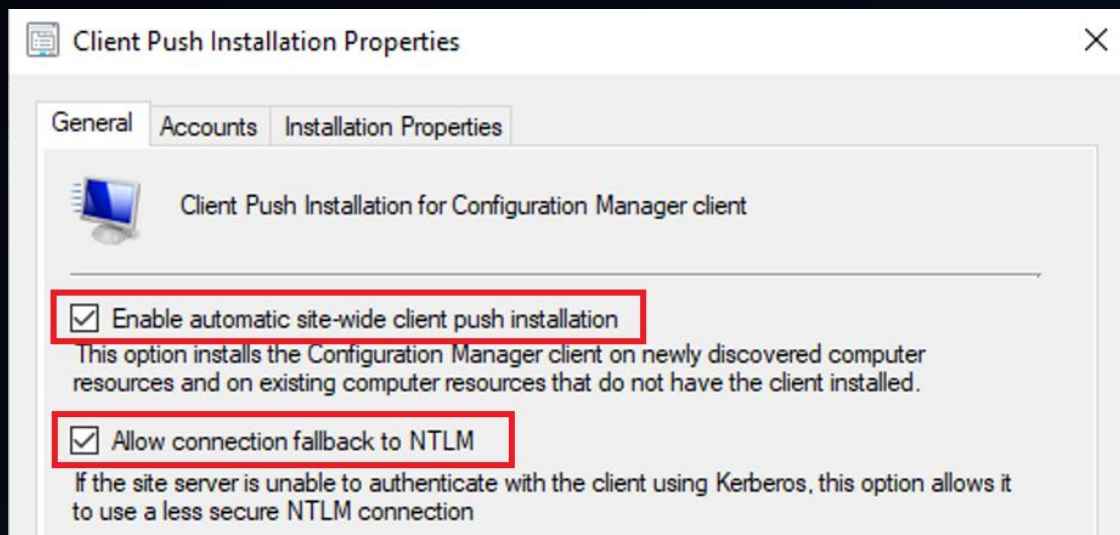 Client Push Installation Properties
General Accounts Installation Properties
Client Push Installation for Configuration Manager client
Enable automatic site-wide client push installation
This option installs the Configuration Manager client on newly discovered computer
resources and on existing computer resources that do not have the client installed.
Allow connection fallback to NTLM
If the site server is unable to authenticate with the client using Kerberos, this option allows it
to use a less secure NTLM connection